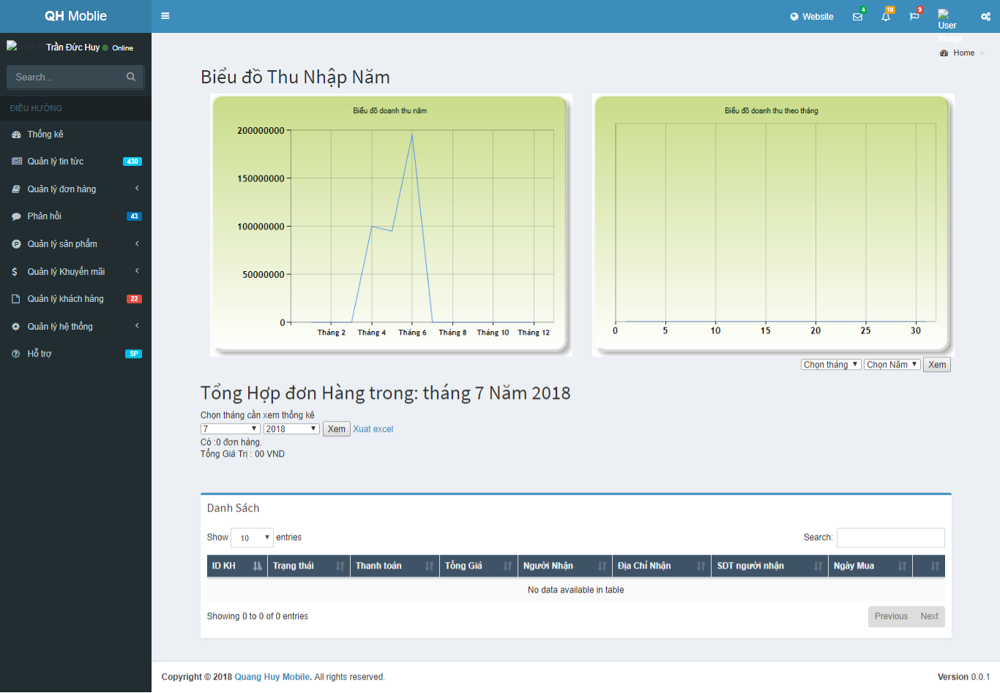 QH Moblie
Website
4
10
9
User Image
Trần Đức Huy
Online
Search...
ĐIỀU HƯỚNG
Thống kê
Quản lý tin tức
430
Quản lý đơn hàng
Phản hồi
43
Quản lý sản phẩm
Quản lý Khuyến mãi
Quản lý khách hàng
22
Quản lý hệ thống
Hỗ trợ
SP
Home >
Biểu đồ Thu Nhập Năm
Biểu đồ doanh thu năm
200000000
150000000
100000000
50000000
0
Tháng 2 Tháng 4 Tháng 6 Tháng 8 Tháng 10 Tháng 12
Biểu đồ doanh thu theo tháng
0 5 10 15 20 25 30
Chọn tháng Chọn Năm Xem
Tổng Hợp đơn Hàng trong: tháng 7 Năm 2018
Chọn tháng cần xem thống kê
7 2018 Xem Xuat excel
Có :0 đơn hàng.
Tổng Giá Trị : 00 VND
Danh Sách
Show 10 entries
Search:
ID KH Trạng thái Thanh toán Tổng Giá Người Nhận Địa Chỉ Nhận SDT người nhận Ngày Mua
No data available in table
Showing 0 to 0 of 0 entries
Previous Next
Copyright © 2018 Quang Huy Mobile. All rights reserved.
Version 0.0.1